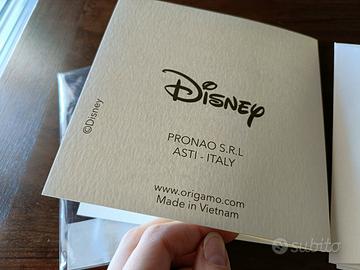 Disney
©Disney
PRONAO S.R.L
ASTI - ITALY
www.origamo.com
Made in Vietnam
subito